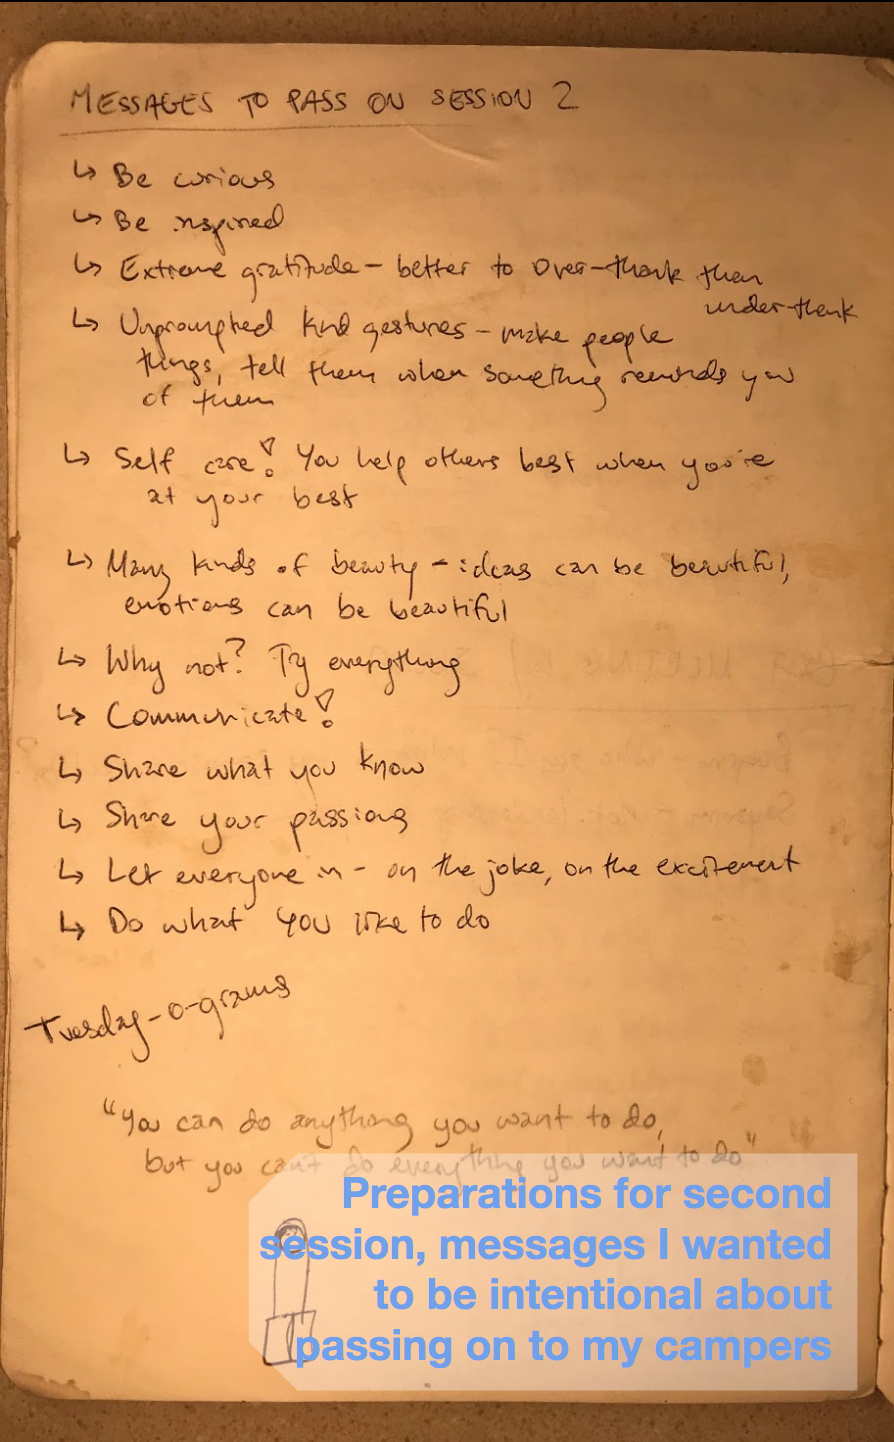 MESSAGES TO PASS ON SESSION 2
↳ Be curious
↳ Be inspired
↳ Extreme gratitude - better to over-thank than
under-thank
↳ Unprompted kind gestures - make people
things, tell them when something reminds you
of them
↳ Self care! You help others best when you're
at your best
↳ Many kinds of beauty - ideas can be beautiful,
emotions can be beautiful
↳ Why not? Try everything
↳ Communicate!
↳ Share what you know
↳ Share your passions
↳ Let everyone in - on the joke, on the excitement
↳ Do what YOU like to do
Tuesday-o-grams
"You can do anything you want to do,
but you can't do everything you want to do"
Preparations for second
session, messages I wanted
to be intentional about
passing on to my campers